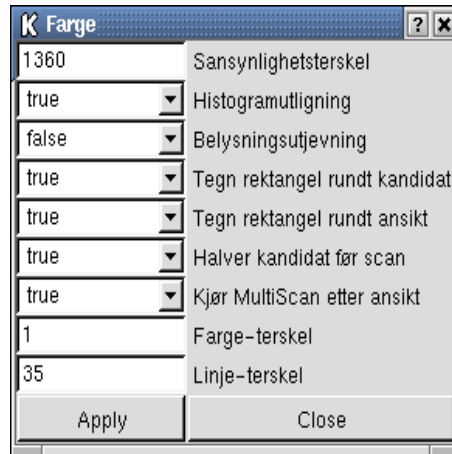 Farge ?
1360 Sansynlighetsterskel
true Histogramutligning
false Belysningsutjevning
true Tegn rektangel rundt kandidat
true Tegn rektangel rundt ansikt
true Halver kandidat før scan
true Kjør MultiScan etter ansikt
1 Farge-terskel
35 Linje-terskel
Apply Close